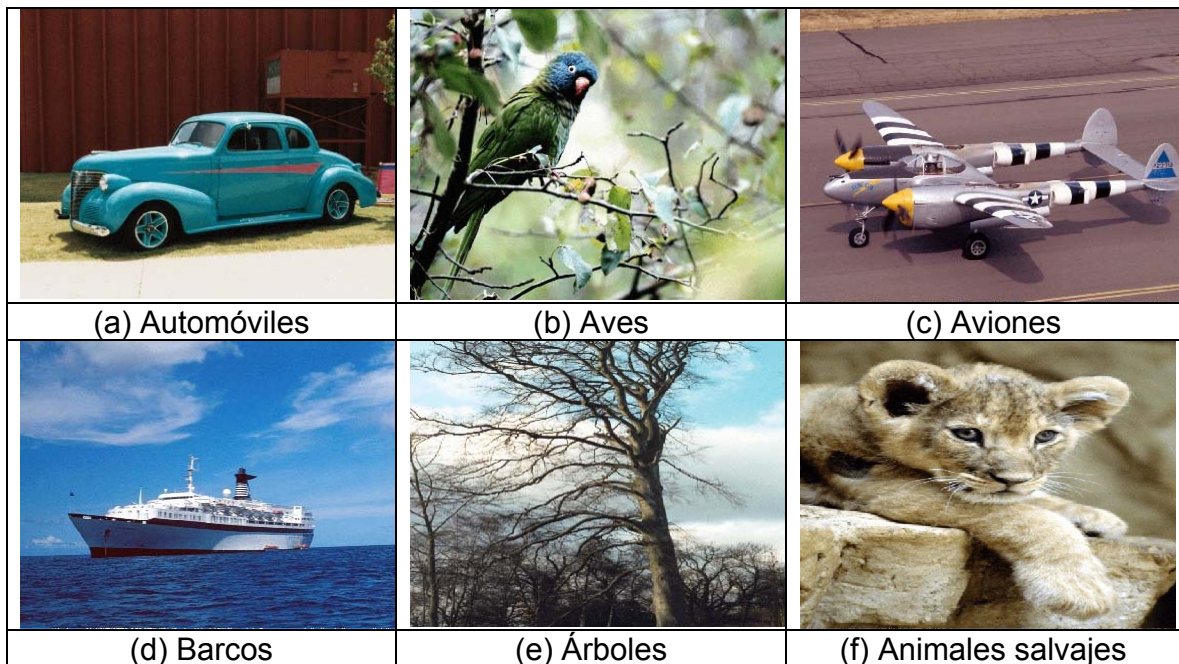 (a) Automóviles
(b) Aves
(c) Aviones
(d) Barcos
(e) Árboles
(f) Animales salvajes